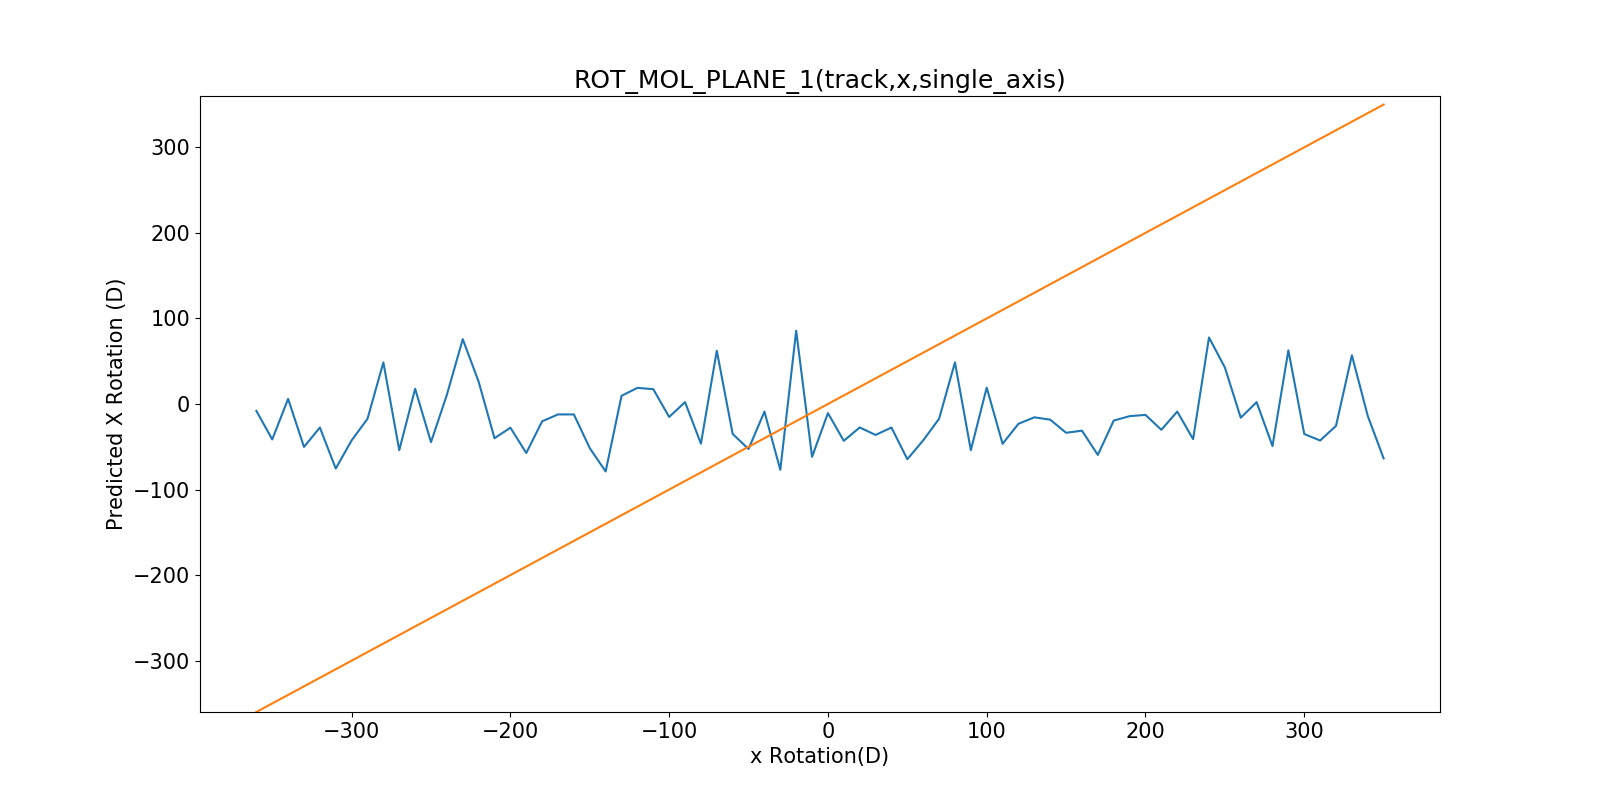 ROT_MOL_PLANE_1(track,x,single_axis)
Predicted X Rotation (D)
300
200
100
0
−100
−200
−300
−300 −200 −100 0 100 200 300
x Rotation(D)